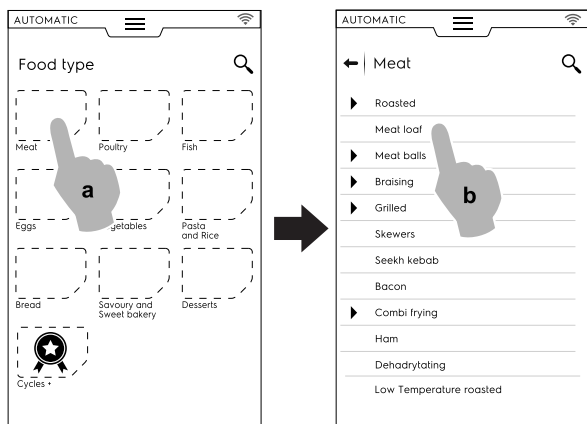 AUTOMATIC
Food type
Meat
Poultry
Fish
a
Eggs
getables
Pasta
and Rice
Bread
Savoury and
Sweet bakery
Desserts
Cycles +
AUTOMATIC
Meat
Roasted
Meat loaf
Meat balls
Braising
b
Grilled
Skewers
Seekh kebab
Bacon
Combi frying
Ham
Dehadrytating
Low Temperature roasted